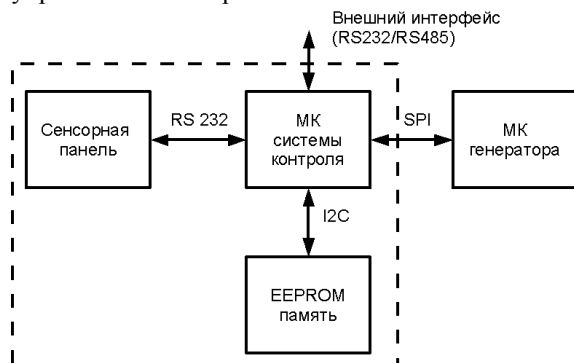 Внешний интерфейс
(RS232/RS485)
Сенсорная
панель
RS 232
МК
системы
контроля
SPI
МК
генератора
I2C
EEPROM
память